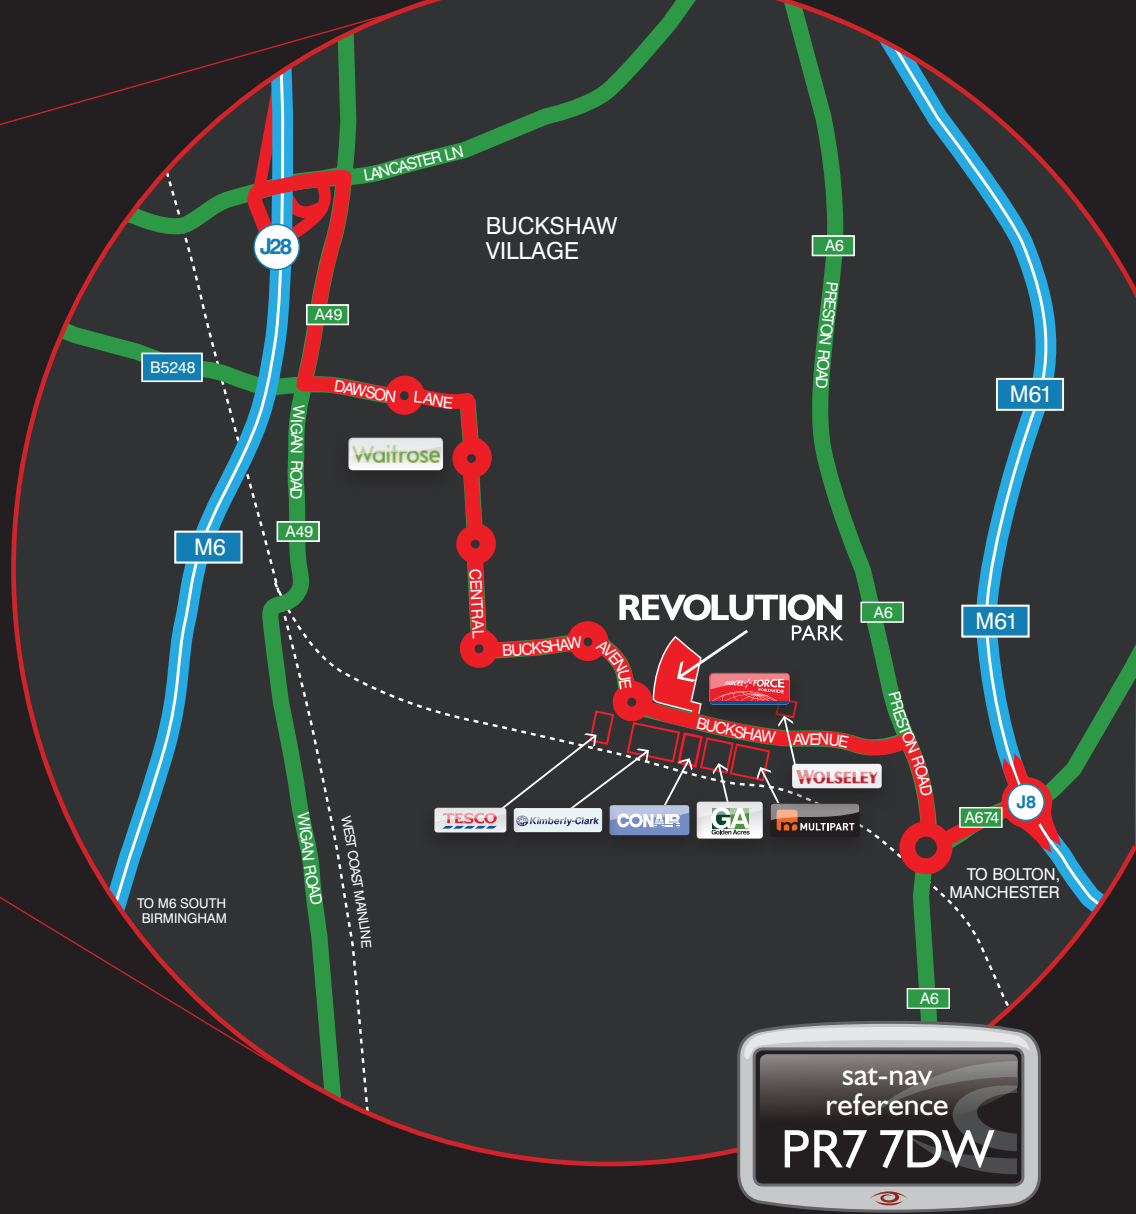 LANCASTER LN
BUCKSHAW
VILLAGE
J28
A6
A49
PRESTON ROAD
B5248
DAWSON LANE
M61
WIGAN ROAD
Waitrose
A49
M6
CENTRAL
REVOLUTION
PARK
A6
M61
BUCKSHAW AVENUE
PARCEL FORCE
WORLDWIDE
BUCKSHAW AVENUE
PRESTON ROAD
WOLSELEY
J8
TESCO
Kimberly-Clark
CONAIR
GA
Golden Acres
MULTIPART
A674
WIGAN ROAD
WEST COAST MAINLINE
TO BOLTON,
MANCHESTER
TO M6 SOUTH
BIRMINGHAM
A6
sat-nav
reference
PR7 7DW